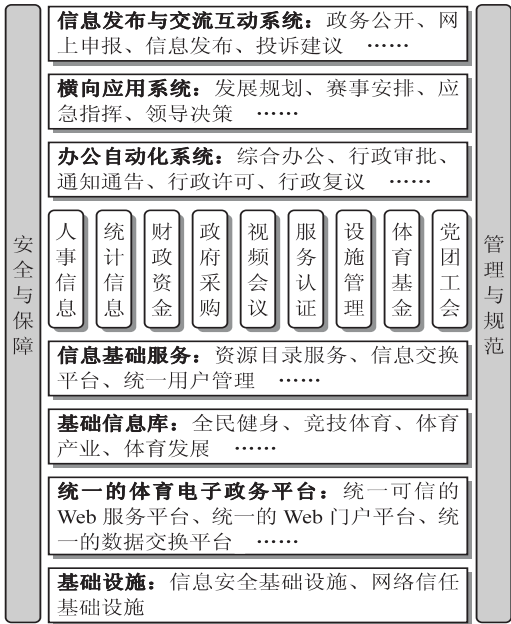 信息发布与交流互动系统：政务公开、网
上申报、信息发布、投诉建议 ……
横向应用系统：发展规划、赛事安排、应
急指挥、领导决策 ……
办公自动化系统：综合办公、行政审批、
通知通告、行政许可、行政复议 ……
人事信息
统计信息
财政资金
政府采购
视频会议
服务认证
设施管理
体育基金
党团工会
安全与保障
管理与规范
信息基础服务：资源目录服务、信息交换
平台、统一用户管理 ……
基础信息库：全民健身、竞技体育、体育
产业、体育发展 ……
统一的体育电子政务平台：统一可信的
Web 服务平台、统一的 Web 门户平台、统
一的数据交换平台 ……
基础设施：信息安全基础设施、网络信任
基础设施